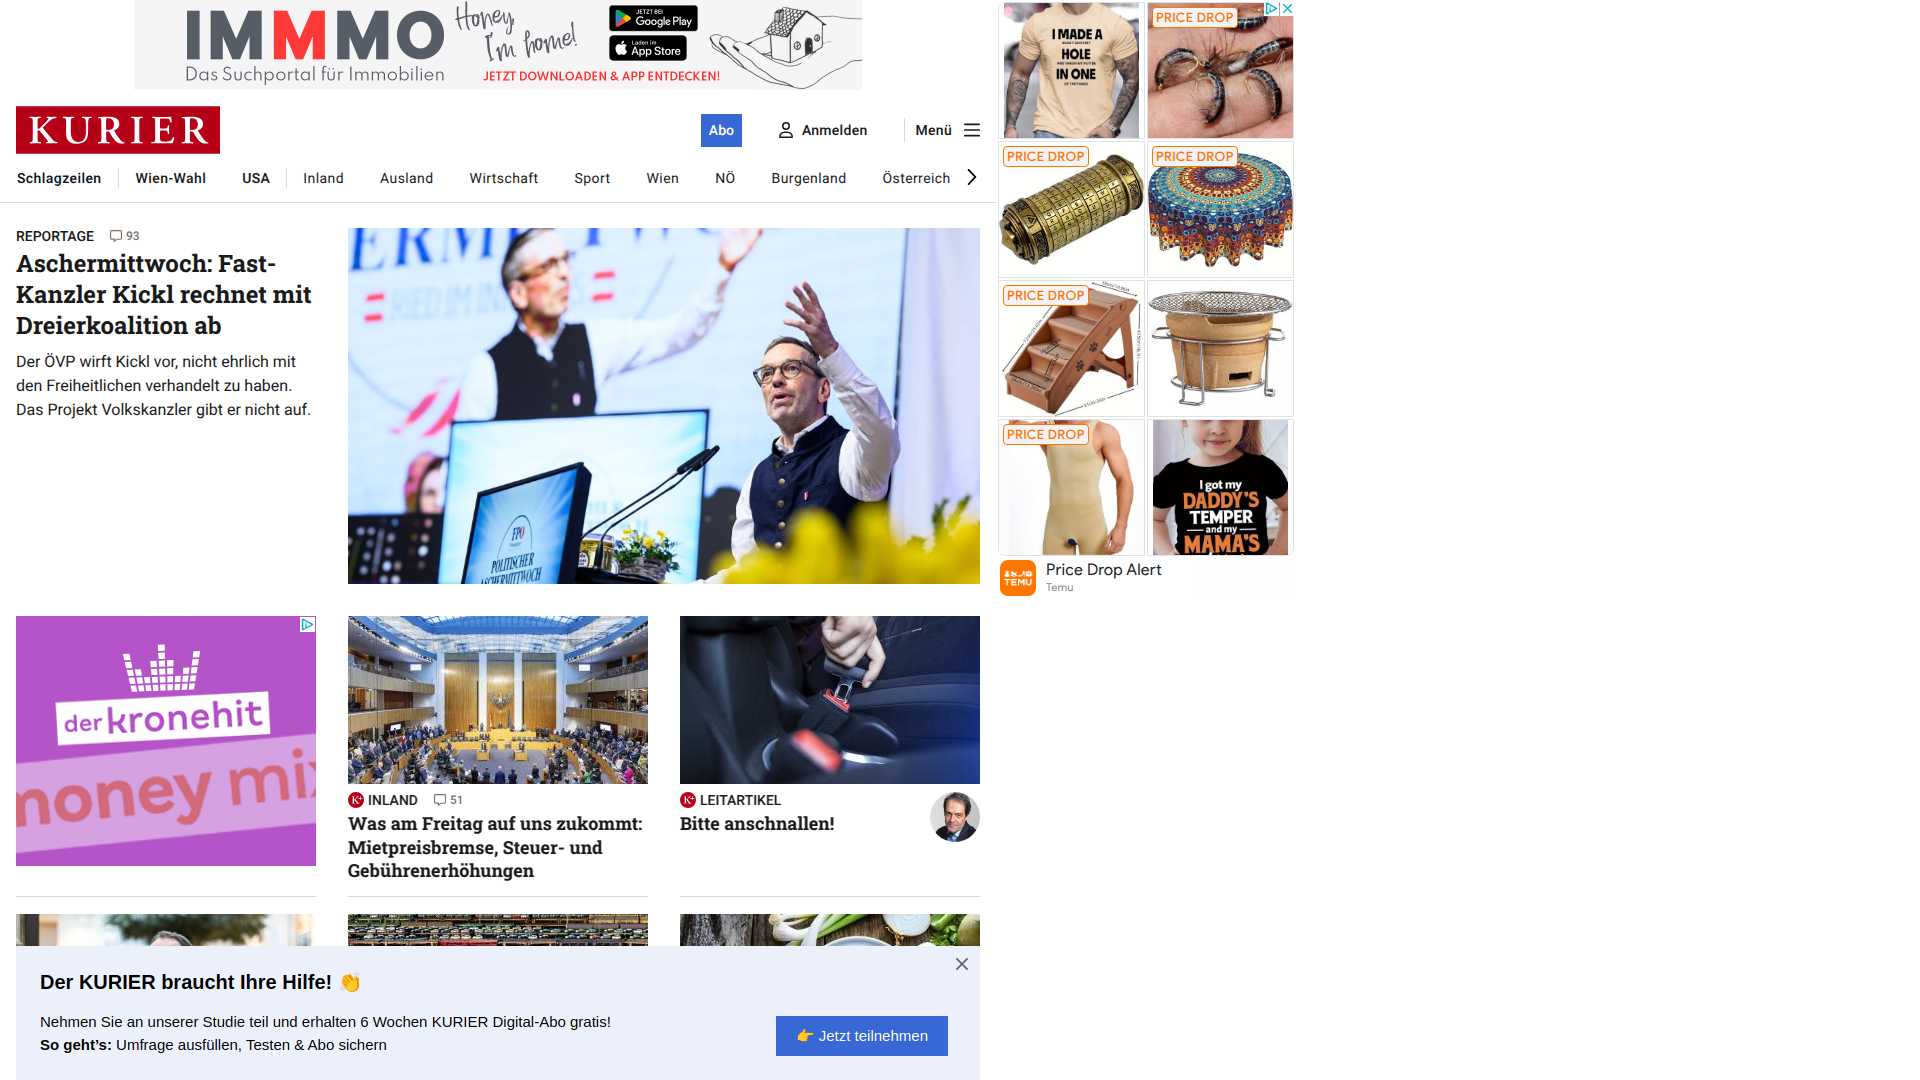 IMMMO
Das Suchportal für Immobilien
Honey,
I'm home!
JETZT BEI
Google Play
Laden im
App Store
JETZT DOWNLOADEN & APP ENTDECKEN!
KURIER
Abo
Anmelden
Menü
Schlagzeilen
Wien-Wahl
USA
Inland
Ausland
Wirtschaft
Sport
Wien
NÖ
Burgenland
Österreich
REPORTAGE 93
Aschermittwoch: Fast-
Kanzler Kickl rechnet mit
Dreierkoalition ab
Der ÖVP wirft Kickl vor, nicht ehrlich mit
den Freiheitlichen verhandelt zu haben.
Das Projekt Volkskanzler gibt er nicht auf.
FPÖ
POLITISCHER
ASCHERMITTWOCH
I MADE A
HOLE
IN ONE
PRICE DROP
PRICE DROP
PRICE DROP
PRICE DROP
PRICE DROP
I got my
DADDY'S
TEMPER
and my
MAMA'S
TEMU
Price Drop Alert
Temu
der kronehit
money mix
K+ INLAND 51
Was am Freitag auf uns zukommt:
Mietpreisbremse, Steuer- und
Gebührenerhöhungen
K+ LEITARTIKEL
Bitte anschnallen!
Der KURIER braucht Ihre Hilfe! 👏
Nehmen Sie an unserer Studie teil und erhalten 6 Wochen KURIER Digital-Abo gratis!
So geht’s: Umfrage ausfüllen, Testen & Abo sichern
👉 Jetzt teilnehmen